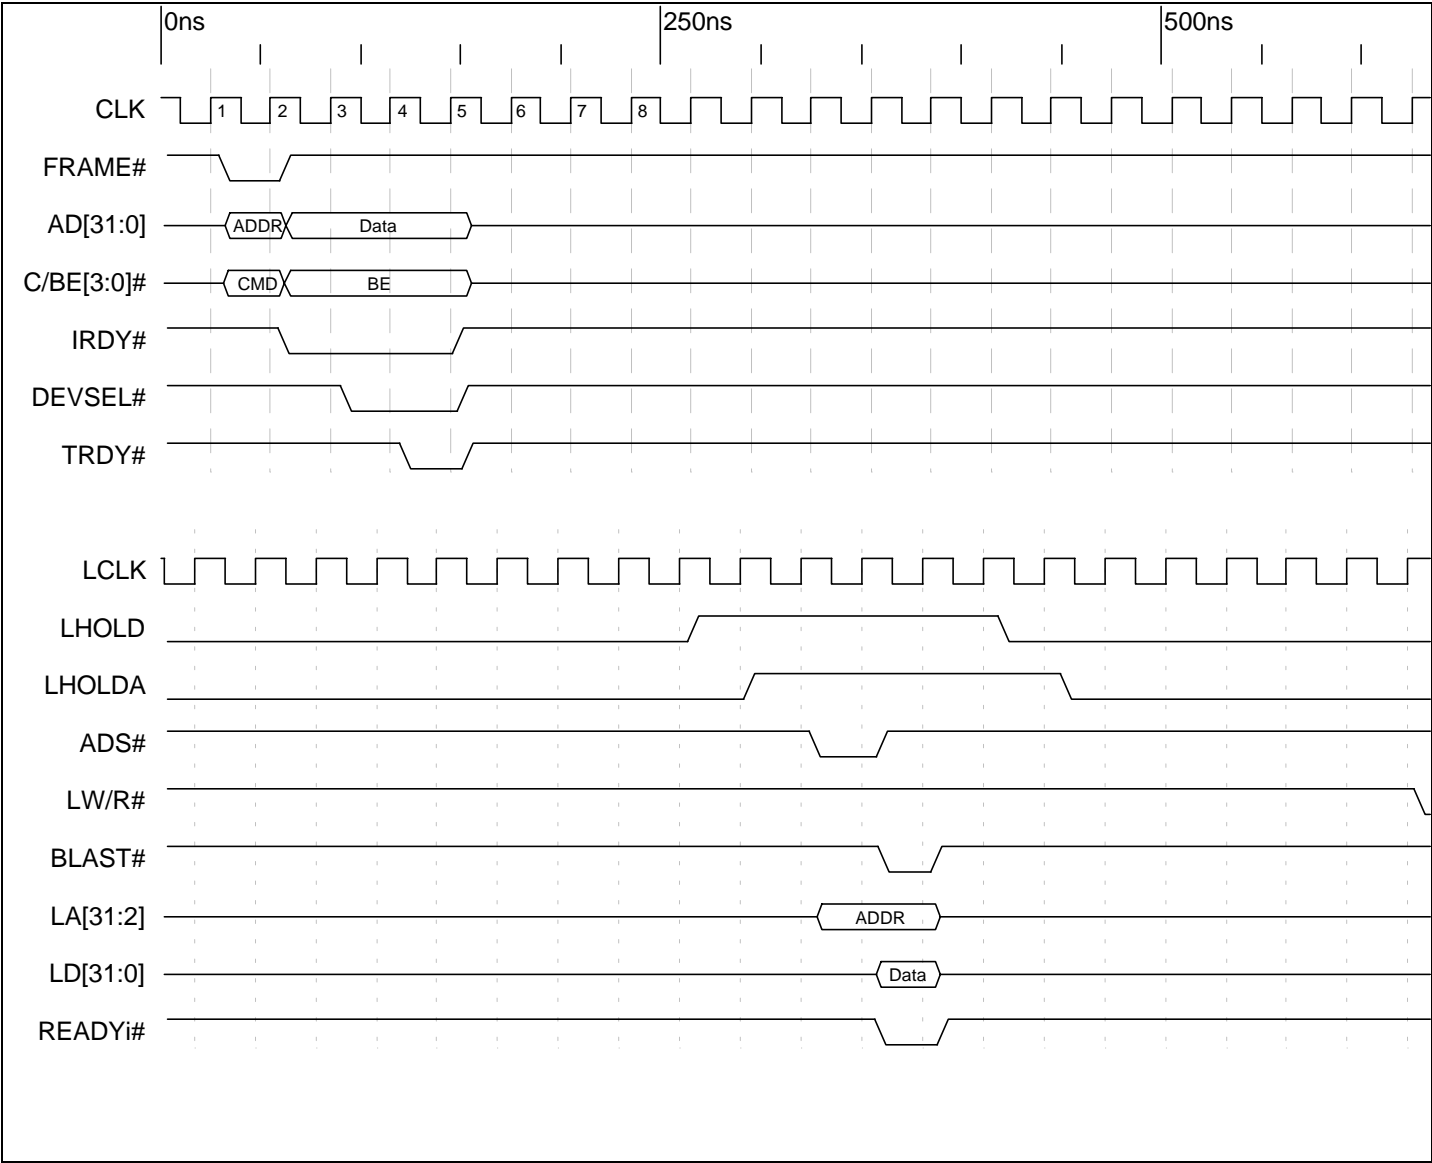 0ns 250ns 500ns
CLK 1 2 3 4 5 6 7 8
FRAME#
AD[31:0] ADDR Data
C/BE[3:0]# CMD BE
IRDY#
DEVSEL#
TRDY#
LCLK
LHOLD
LHOLDA
ADS#
LW/R#
BLAST#
LA[31:2] ADDR
LD[31:0] Data
READYi#